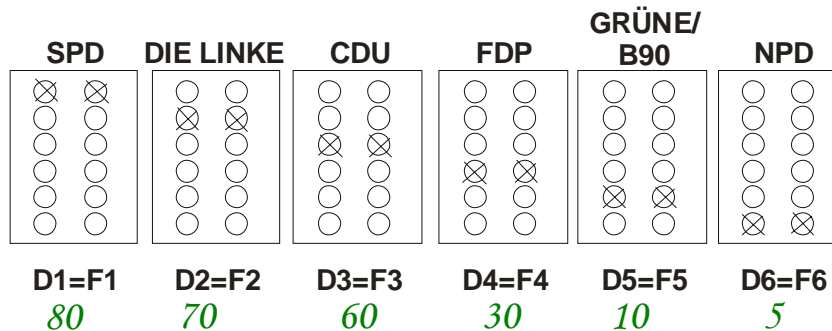 SPD DIE LINKE CDU FDP GRÜNE/
B90 NPD
D1=F1 D2=F2 D3=F3 D4=F4 D5=F5 D6=F6
80 70 60 30 10 5